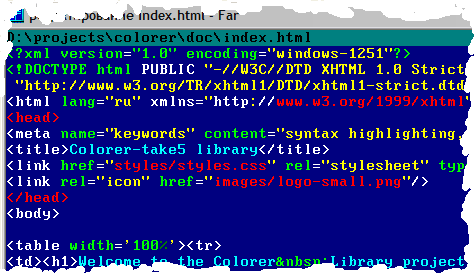 index.html - Far
D:\projects\colorer\doc\index.html
<?xml version="1.0" encoding="windows-1251"?>
<!DOCTYPE html PUBLIC "-//W3C//DTD XHTML 1.0 Strict
"http://www.w3.org/TR/xhtml1/DTD/xhtml1-strict.dtd
<html lang="ru" xmlns="http://www.w3.org/1999/xhtml"
<head>
<meta name="keywords" content="syntax highlighting,
<title>Colorer-take5 library</title>
<link href="styles/styles.css" rel="stylesheet" typ
<link rel="icon" href="images/logo-small.png"/>
</head>
<body>
<table width='100%'><tr>
<td><h1>Welcome to the Colorer&nbsp;Library project